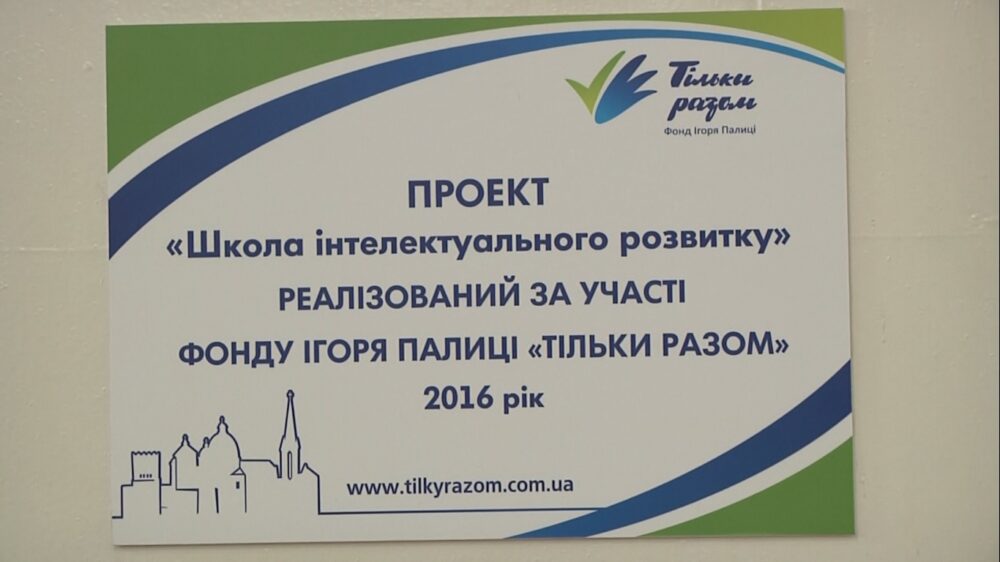 Тільки
разом
Фонд Ігоря Палиці
ПРОЕКТ
«Школа інтелектуального розвитку»
РЕАЛІЗОВАНИЙ ЗА УЧАСТІ
ФОНДУ ІГОРЯ ПАЛИЦІ «ТІЛЬКИ РАЗОМ»
2016 рік
www.tilkyrazom.com.ua